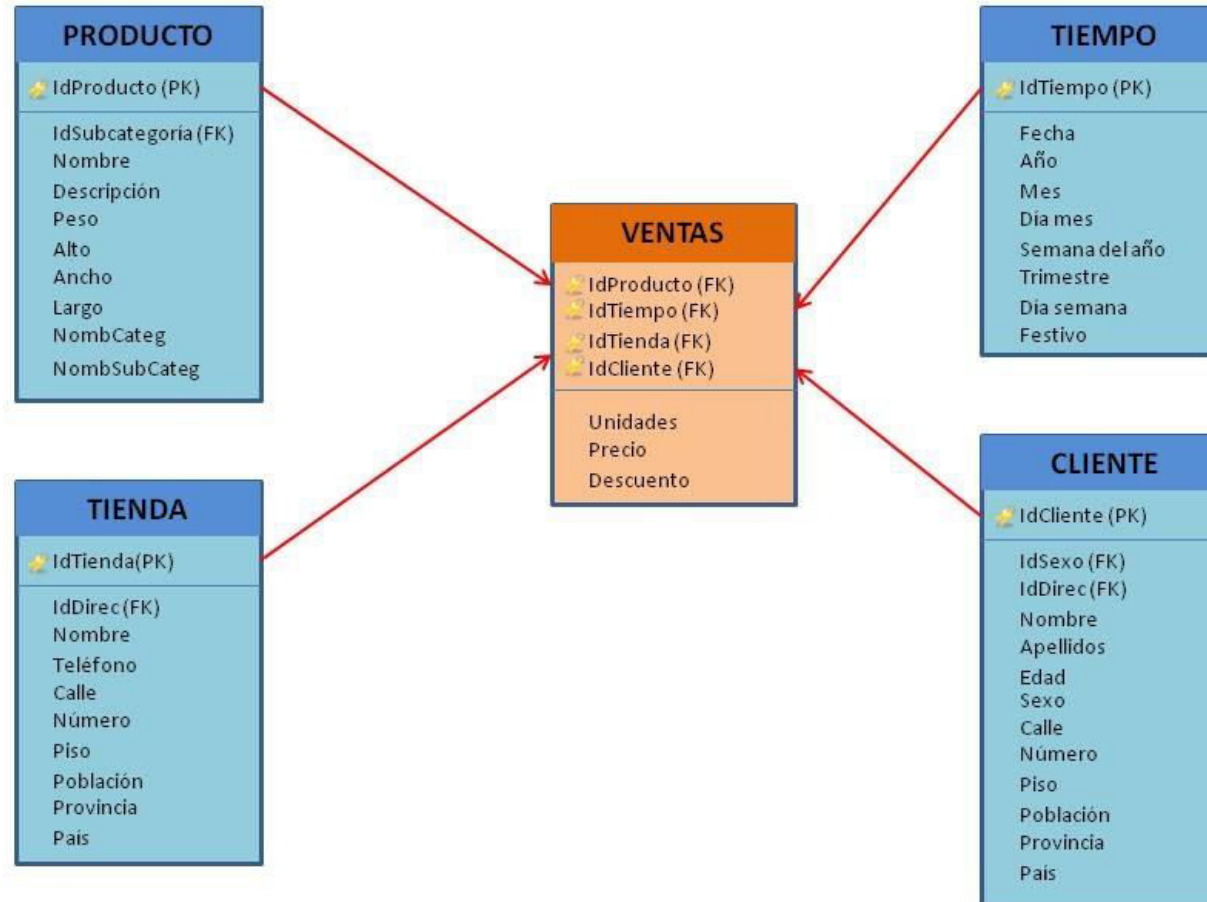 PRODUCTO
IdProducto (PK)
IdSubcategoría (FK)
Nombre
Descripción
Peso
Alto
Ancho
Largo
NombCateg
NombSubCateg
TIENDA
IdTienda(PK)
IdDirec (FK)
Nombre
Teléfono
Calle
Número
Piso
Población
Provincia
País
VENTAS
IdProducto (FK)
IdTiempo (FK)
IdTienda (FK)
IdCliente (FK)
Unidades
Precio
Descuento
TIEMPO
IdTiempo (PK)
Fecha
Año
Mes
Día mes
Semana del año
Trimestre
Día semana
Festivo
CLIENTE
IdCliente (PK)
IdSexo (FK)
IdDirec (FK)
Nombre
Apellidos
Edad
Sexo
Calle
Número
Piso
Población
Provincia
País